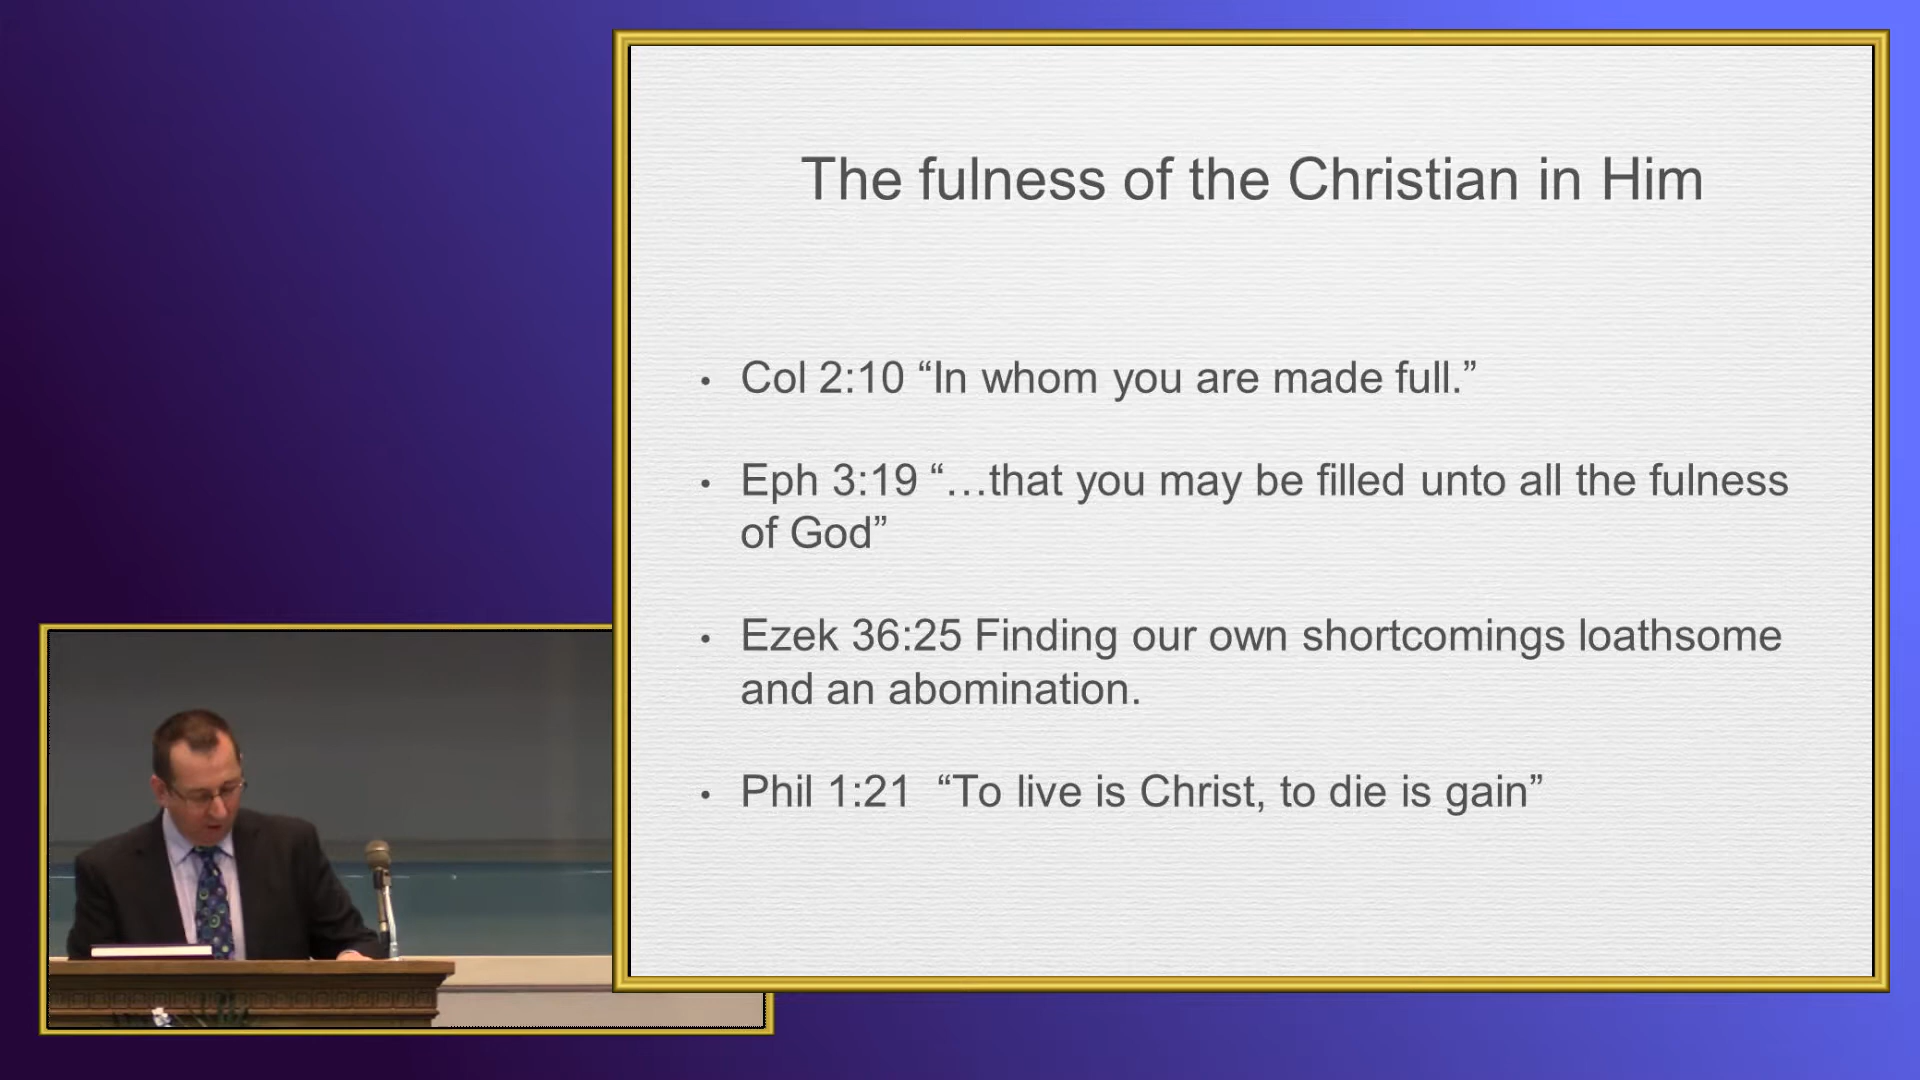 The fulness of the Christian in Him
• Col 2:10 “In whom you are made full.”
• Eph 3:19 “…that you may be filled unto all the fulness
of God”
• Ezek 36:25 Finding our own shortcomings loathsome
and an abomination.
• Phil 1:21  “To live is Christ, to die is gain”